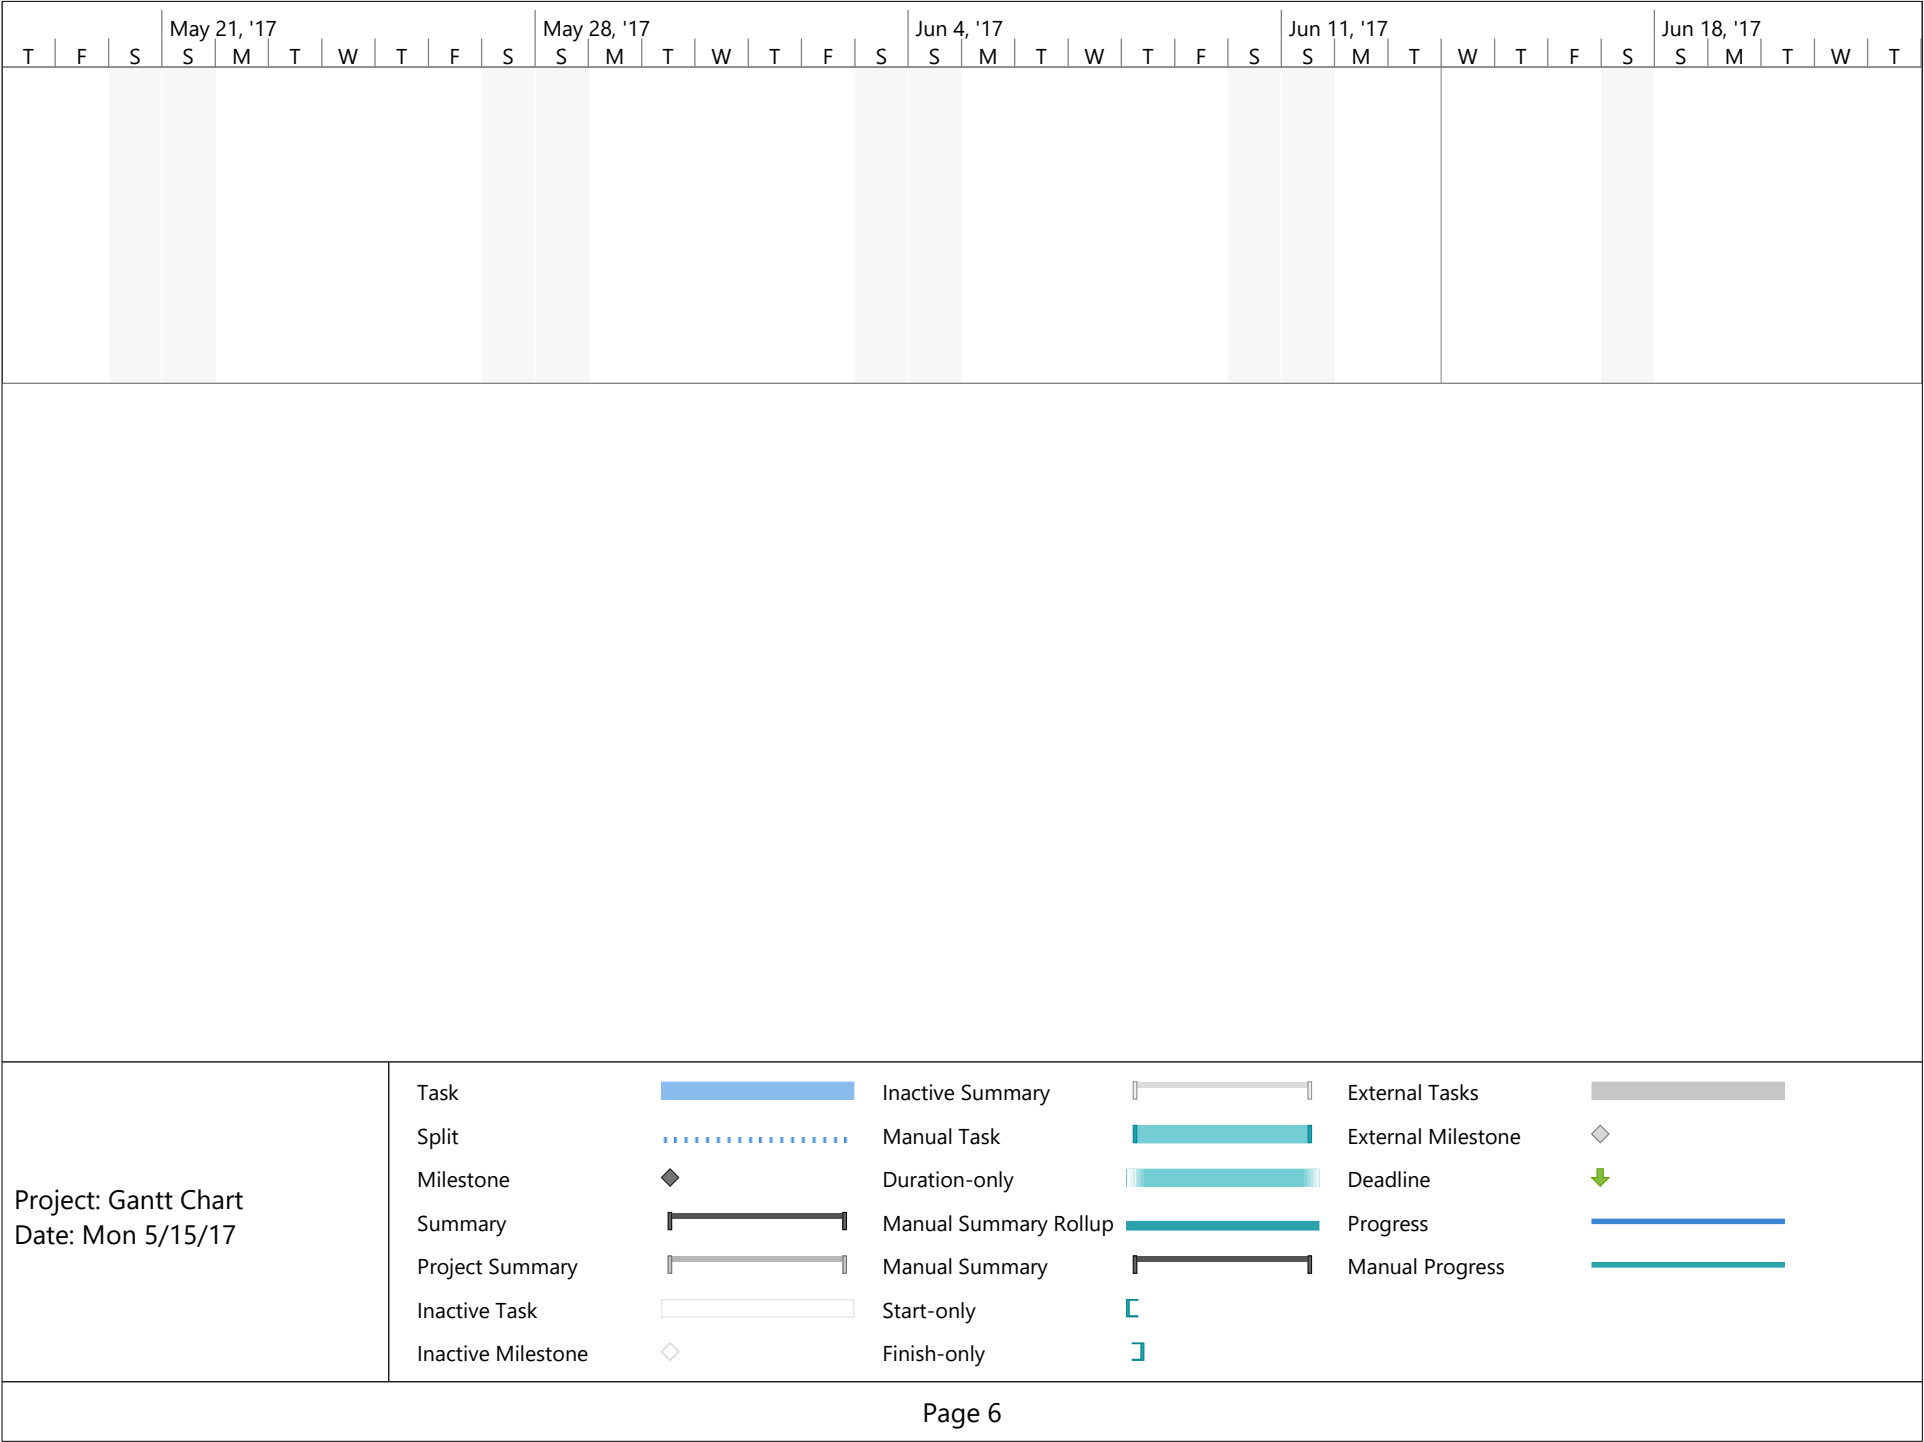 May 21, '17 May 28, '17 Jun 4, '17 Jun 11, '17 Jun 18, '17
T F S S M T W T F S S M T W T F S S M T W T F S S M T W T F S S M T W T
Task
Split
Milestone
Summary
Project Summary
Inactive Task
Inactive Milestone
Inactive Summary
Manual Task
Duration-only
Manual Summary Rollup
Manual Summary
Start-only
Finish-only
External Tasks
External Milestone
Deadline
Progress
Manual Progress
Project: Gantt Chart
Date: Mon 5/15/17
Page 6